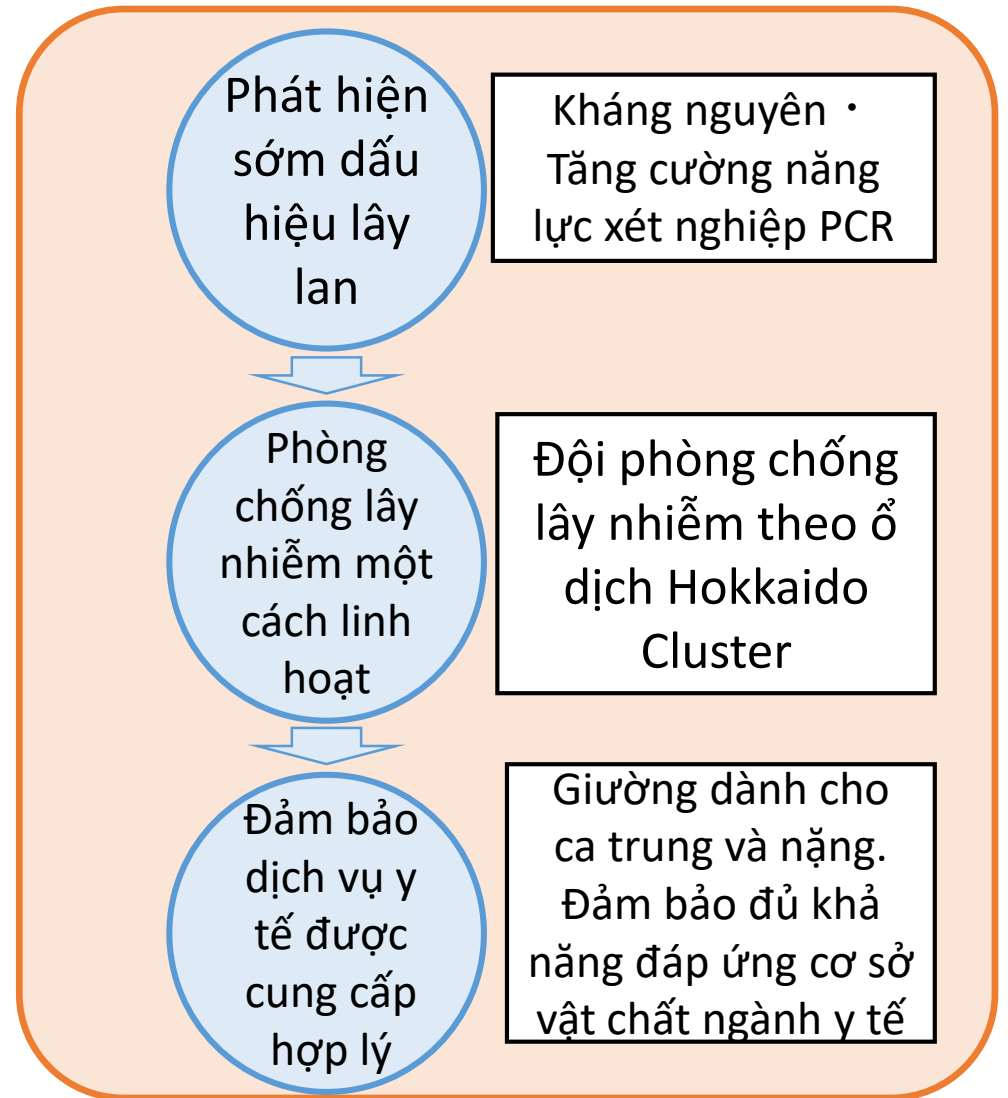 Phát hiện
sớm dấu
hiệu lây
lan
Kháng nguyên・
Tăng cường năng
lực xét nghiệp PCR
Phòng
chống lây
nhiễm một
cách linh
hoạt
Đội phòng chống
lây nhiễm theo ổ
dịch Hokkaido
Cluster
Đảm bảo
dịch vụ y
tế được
cung cấp
hợp lý
Giường dành cho
ca trung và nặng.
Đảm bảo đủ khả
năng đáp ứng cơ sở
vật chất ngành y tế